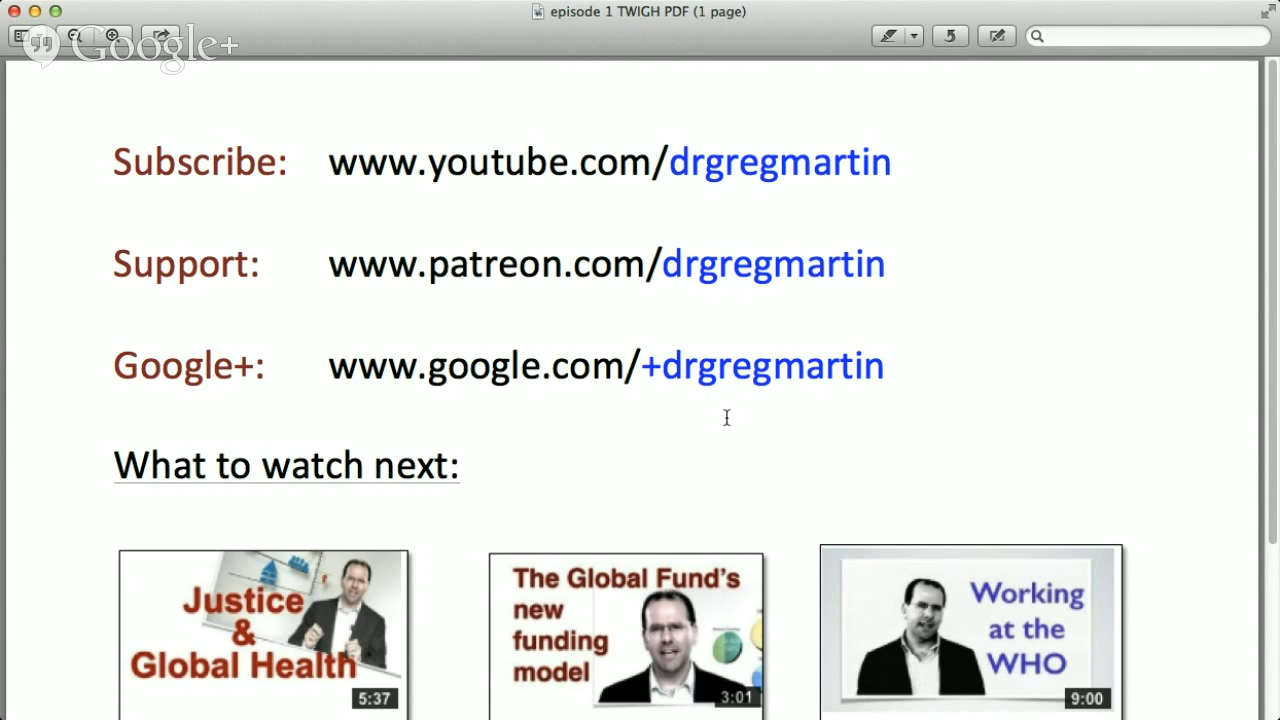 episode 1 TWIGH PDF (1 page)
Google+
Subscribe: www.youtube.com/drgregmartin
Support: www.patreon.com/drgregmartin
Google+: www.google.com/+drgregmartin
What to watch next:
Justice
&
Global Health
5:37
The Global Fund's
new
funding
model
3:01
Working
at the
WHO
9:00